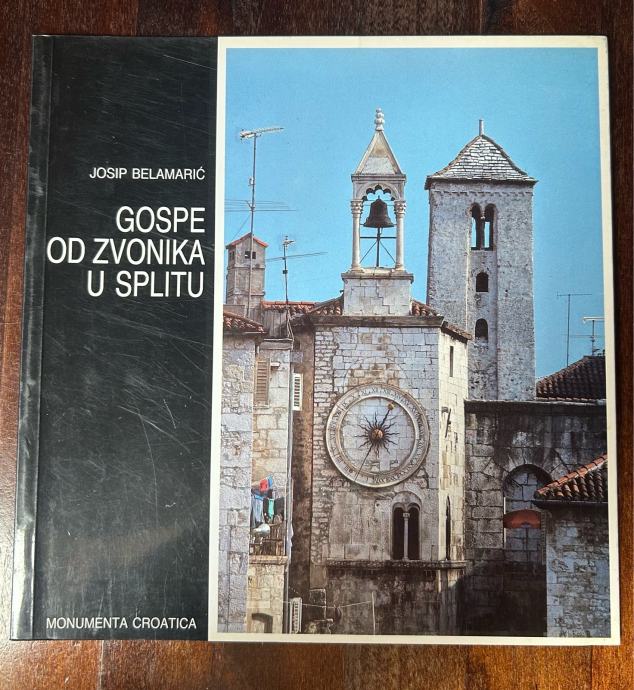 JOSIP BELAMARIĆ
GOSPE
OD ZVONIKA
U SPLITU
MONUMENTA CROATICA